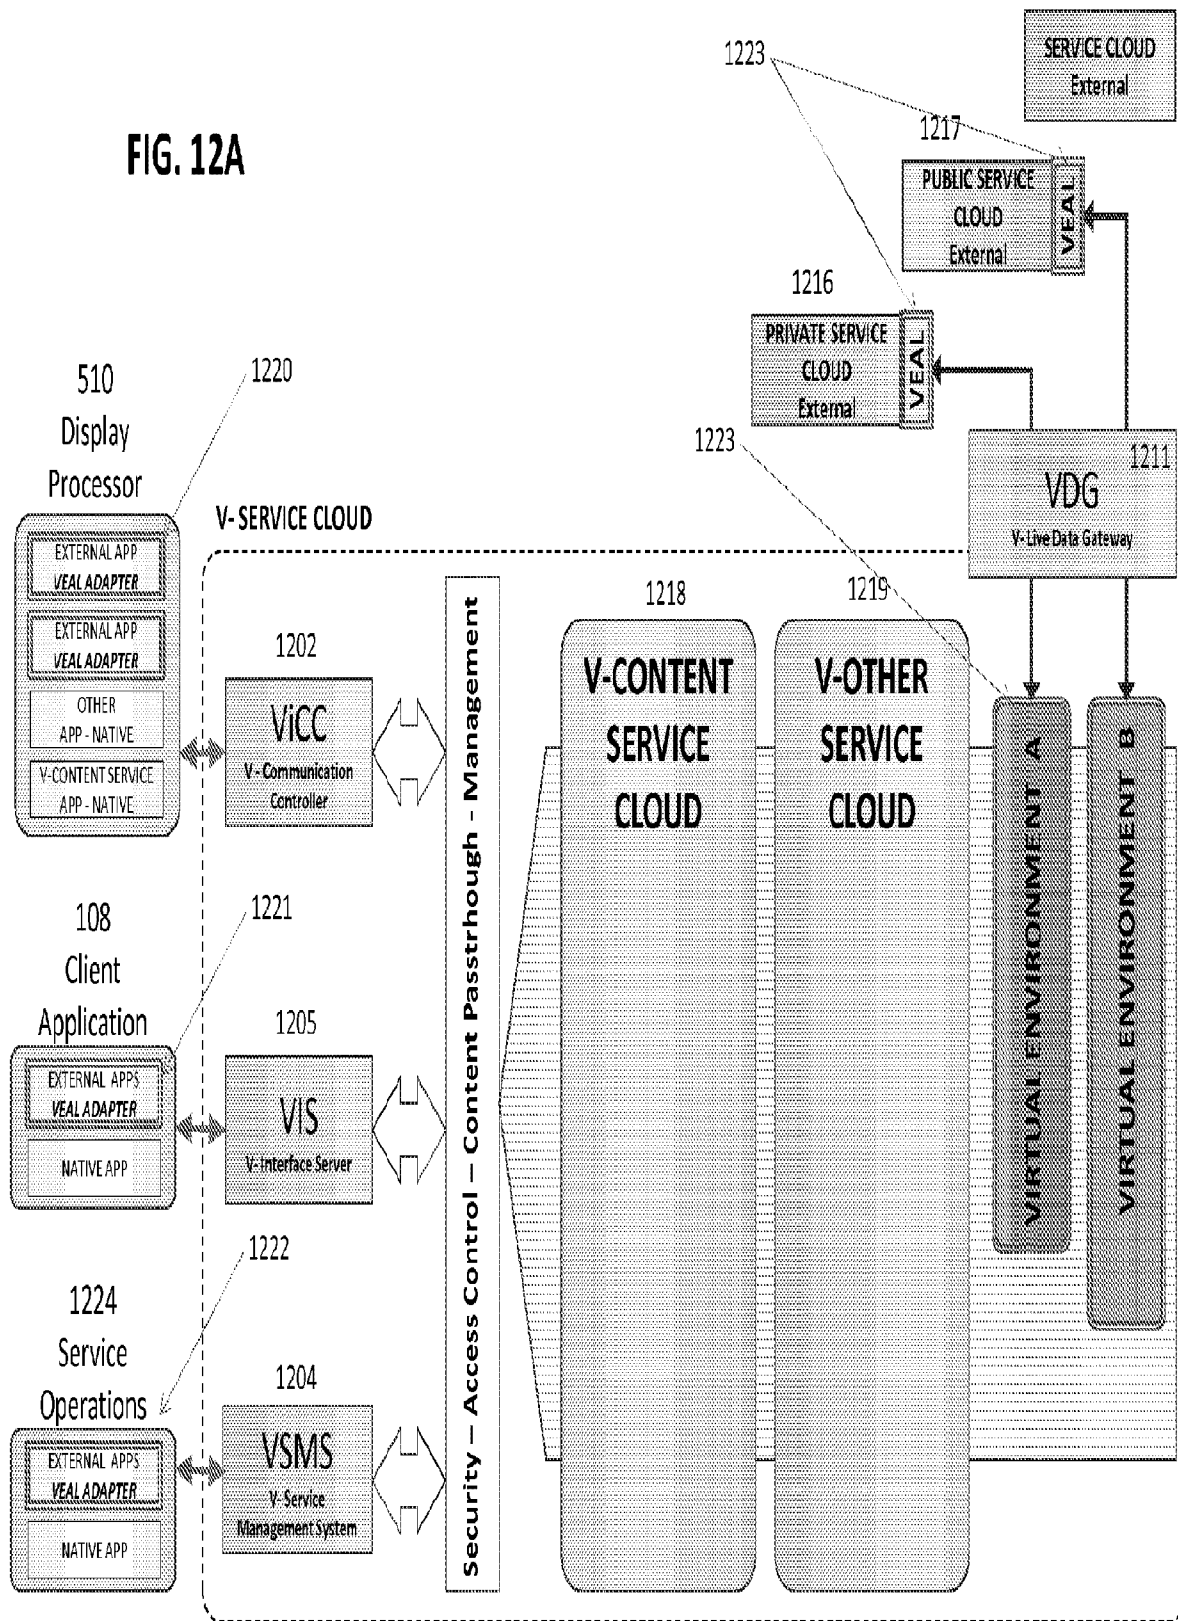 FIG. 12A
1223
SERVICE CLOUD
External
1217
PUBLIC SERVICE
CLOUD
External
VEAL
1216
PRIVATE SERVICE
CLOUD
External
VEAL
1223
1211
VDG
V- Live Data Gateway
510
Display
Processor
1220
EXTERNAL APP
VEAL ADAPTER
EXTERNAL APP
VEAL ADAPTER
OTHER
APP - NATIVE
V-CONTENT SERVICE
APP - NATIVE
V- SERVICE CLOUD
1202
ViCC
V - Communication
Controller
108
Client
Application
1221
EXTERNAL APPS
VEAL ADAPTER
NATIVE APP
1205
VIS
V- Interface Server
1224
Service
Operations
1222
EXTERNAL APPS
VEAL ADAPTER
NATIVE APP
1204
VSMS
V- Service
Management System
Security – Access Control – Content Passtrhough - Management
1218
V-CONTENT
SERVICE
CLOUD
1219
V-OTHER
SERVICE
CLOUD
VIRTUAL ENVIRONMENT A
VIRTUAL ENVIRONMENT B